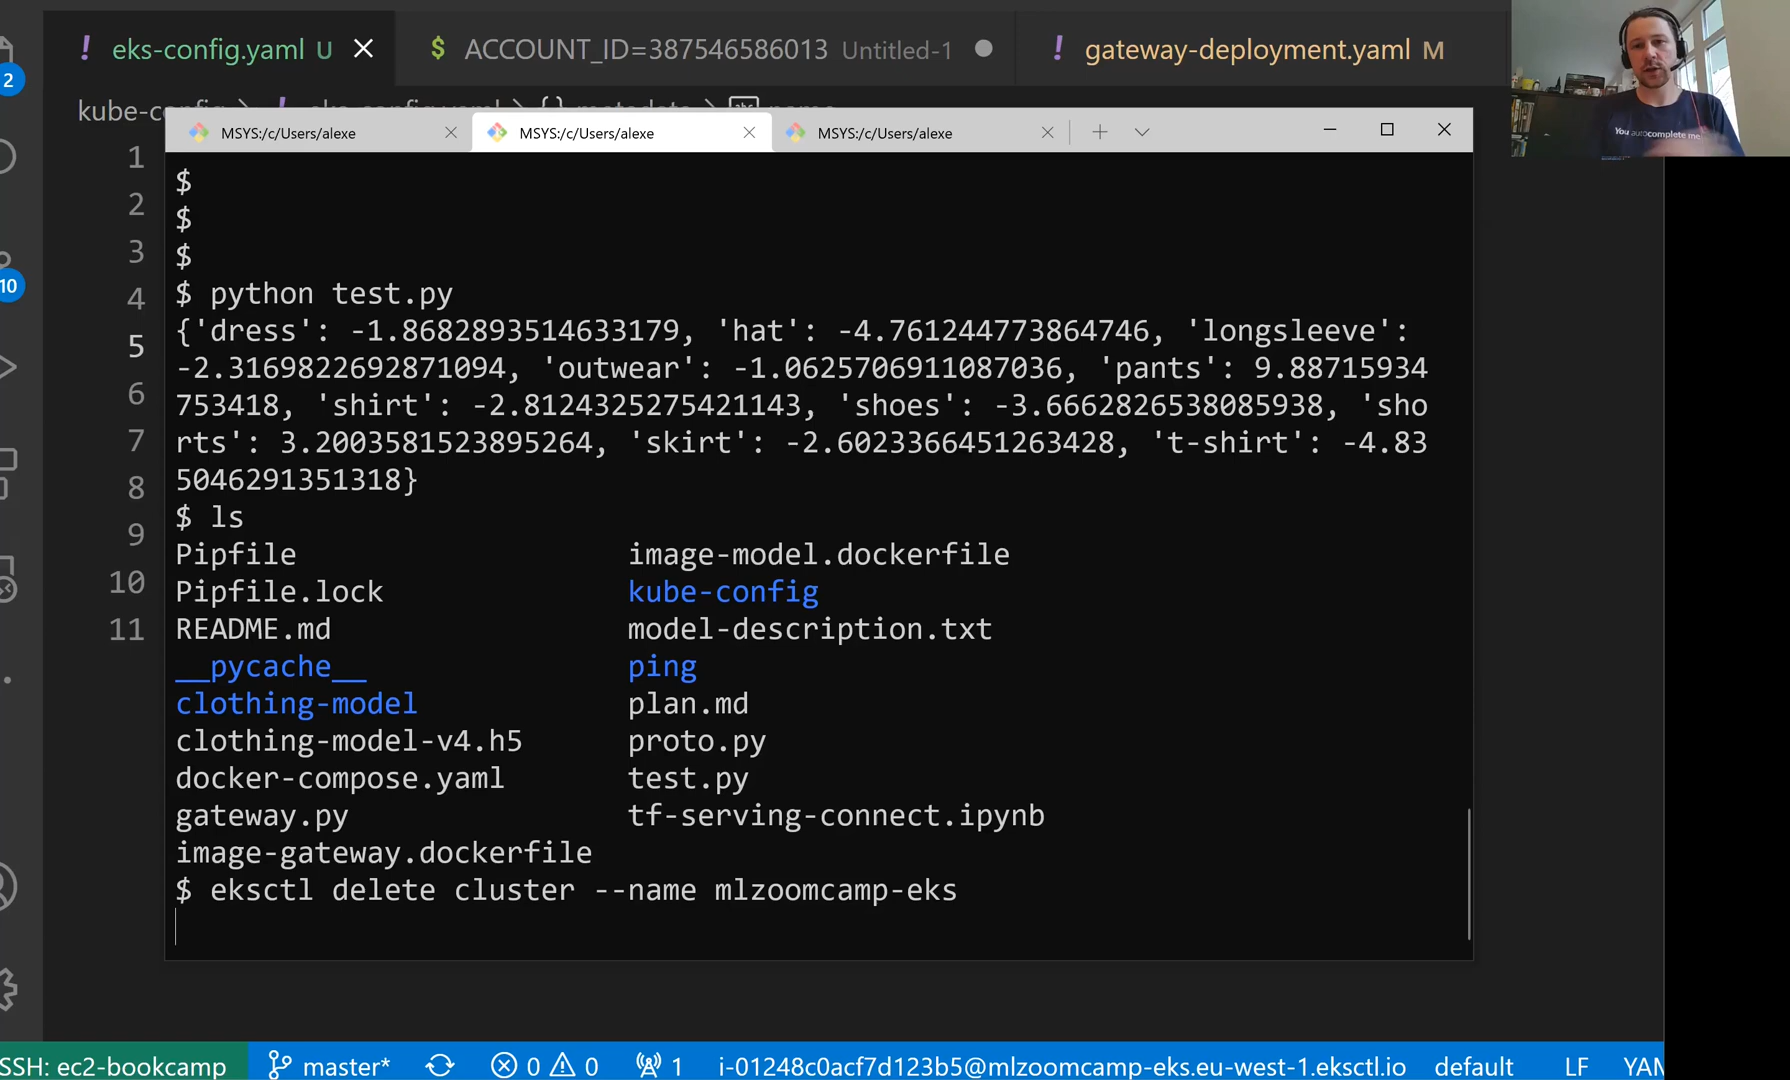 eks-config.yaml U
ACCOUNT_ID=387546586013 Untitled-1
gateway-deployment.yaml M
2
10
MSYS:/c/Users/alexe
MSYS:/c/Users/alexe
MSYS:/c/Users/alexe
You autocomplete me!
1
2
3
4
5
6
7
8
9
10
11
$
$
$
$ python test.py
{'dress': -1.8682893514633179, 'hat': -4.761244773864746, 'longsleeve':
-2.3169822692871094, 'outwear': -1.0625706911087036, 'pants': 9.88715934
753418, 'shirt': -2.8124325275421143, 'shoes': -3.6662826538085938, 'sho
rts': 3.2003581523895264, 'skirt': -2.6023366451263428, 't-shirt': -4.83
5046291351318}
$ ls
Pipfile image-model.dockerfile
Pipfile.lock kube-config
README.md model-description.txt
__pycache__ ping
clothing-model plan.md
clothing-model-v4.h5 proto.py
docker-compose.yaml test.py
gateway.py tf-serving-connect.ipynb
image-gateway.dockerfile
$ eksctl delete cluster --name mlzoomcamp-eks
SSH: ec2-bookcamp master* 0 0 1 i-01248c0acf7d123b5@mlzoomcamp-eks.eu-west-1.eksctl.io default LF